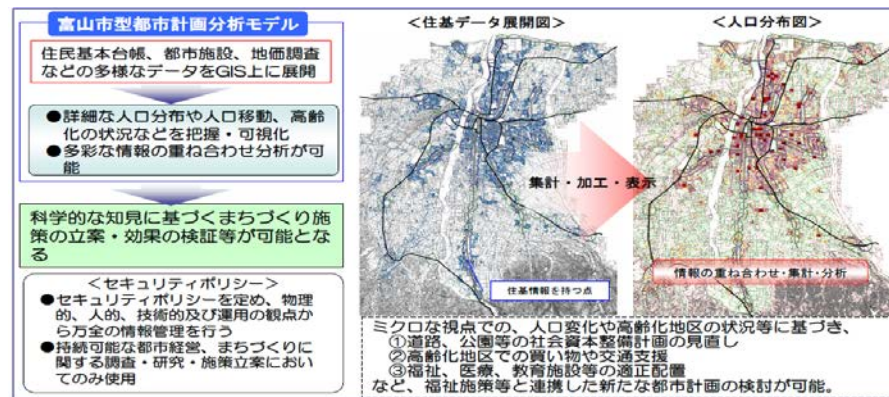 富山市型都市計画分析モデル
住民基本台帳、都市施設、地価調査
などの多様なデータをGIS上に展開
●詳細な人口分布や人口移動、高齢
化の状況などを把握・可視化
●多彩な情報の重ね合わせ分析が可
能
科学的な知見に基づくまちづくり施
策の立案・効果の検証等が可能とな
る
＜セキュリティポリシー＞
●セキュリティポリシーを定め、物理
的、人的、技術的及び運用の観点か
ら万全の情報管理を行う
●持続可能な都市経営、まちづくりに
関する調査・研究・施策立案において
のみ使用
＜住基データ展開図＞
住基情報を持つ点
集計・加工・表示
＜人口分布図＞
情報の重ね合わせ・集計・分析
ミクロな視点での、人口変化や高齢化地区の状況等に基づき、
①道路、公園等の社会資本整備計画の見直し
②高齢化地区での買い物や交通支援
③福祉、医療、教育施設等の適正配置
など、福祉施策等と連携した新たな都市計画の検討が可能。